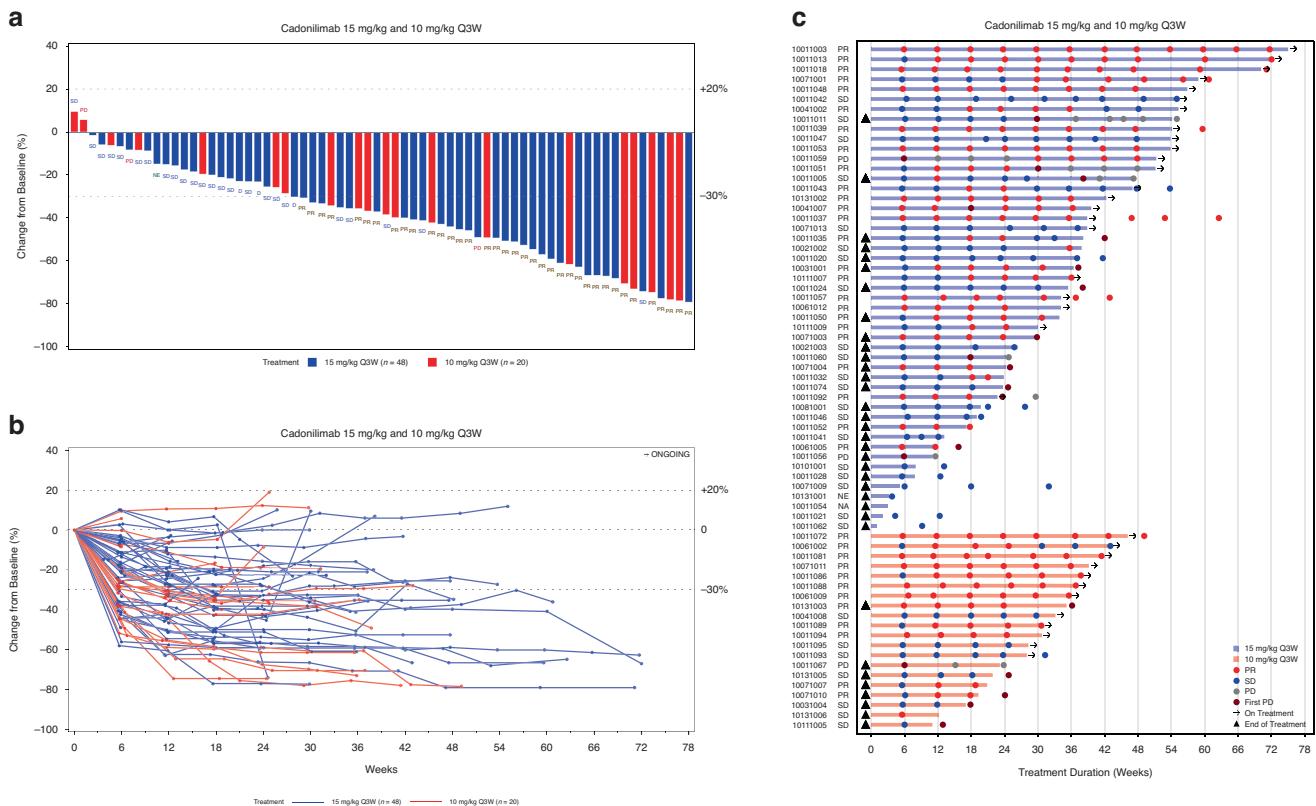 a
Cadonilimab 15 mg/kg and 10 mg/kg Q3W
Change from Baseline (%)
40
20
0
−20
−40
−60
−80
−100
+20%
−30%
Treatment 15 mg/kg Q3W (n = 48) 10 mg/kg Q3W (n = 20)
b
Cadonilimab 15 mg/kg and 10 mg/kg Q3W
→ ONGOING
Change from Baseline (%)
40
20
0
−20
−40
−60
−80
−100
+20%
0
−30%
0 6 12 18 24 30 36 42 48 54 60 66 72 78
Weeks
Treatment 15 mg/kg Q3W (n = 48) 10 mg/kg Q3W (n = 20)
c
Cadonilimab 15 mg/kg and 10 mg/kg Q3W
10011003 PR
10011013 PR
10011018 PR
10071001 PR
10011048 PR
10011042 SD
10041002 PR
10011011 SD
10011039 PR
10011047 SD
10011053 PR
10011059 PD
10011051 PR
10011005 SD
10011043 PR
10131002 PR
10041007 PR
10011037 PR
10071013 SD
10011035 PR
10021002 SD
10011020 SD
10031001 PR
10111007 PR
10011024 SD
10011057 PR
10061012 PR
10011050 PR
10111009 PR
10071003 PR
10021003 SD
10011060 SD
10071004 PR
10011032 SD
10011074 SD
10011092 PR
10081001 SD
10011046 SD
10011052 PR
10011041 SD
10061005 PR
10011056 PD
10101001 SD
10011028 SD
10071009 SD
10131001 NE
10011054 NA
10011021 SD
10011062 SD
10011072 PR
10061002 PR
10011081 PR
10071011 PR
10011086 PR
10011088 PR
10061009 PR
10131003 PR
10041008 SD
10011089 PR
10011094 PR
10011095 SD
10011093 SD
10011067 PD
10131005 SD
10071007 PR
10071010 PR
10031004 SD
10131006 SD
10111005 SD
15 mg/kg Q3W
10 mg/kg Q3W
PR
SD
PD
First PD
On Treatment
End of Treatment
0 6 12 18 24 30 36 42 48 54 60 66 72 78
Treatment Duration (Weeks)